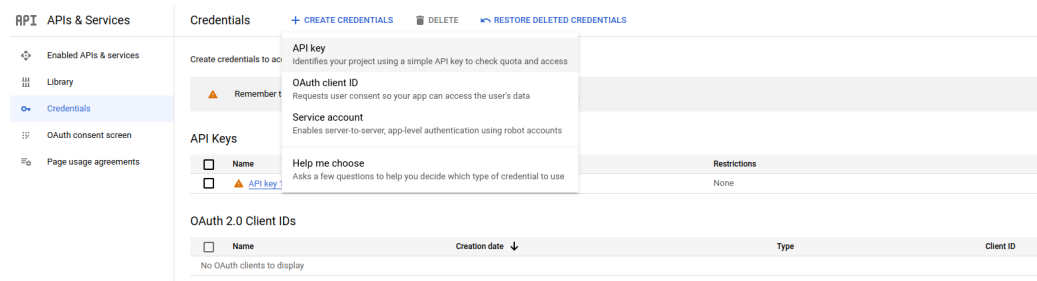 API APIs & Services
Enabled APIs & services
Library
Credentials
OAuth consent screen
Page usage agreements
Credentials
+ CREATE CREDENTIALS
DELETE
RESTORE DELETED CREDENTIALS
Create credentials to acc
Remember t
API key
Identifies your project using a simple API key to check quota and access
OAuth client ID
Requests user consent so your app can access the user's data
Service account
Enables server-to-server, app-level authentication using robot accounts
Help me choose
Asks a few questions to help you decide which type of credential to use
API Keys
Name Restrictions
API key 1 None
OAuth 2.0 Client IDs
Name Creation date Type Client ID
No OAuth clients to display